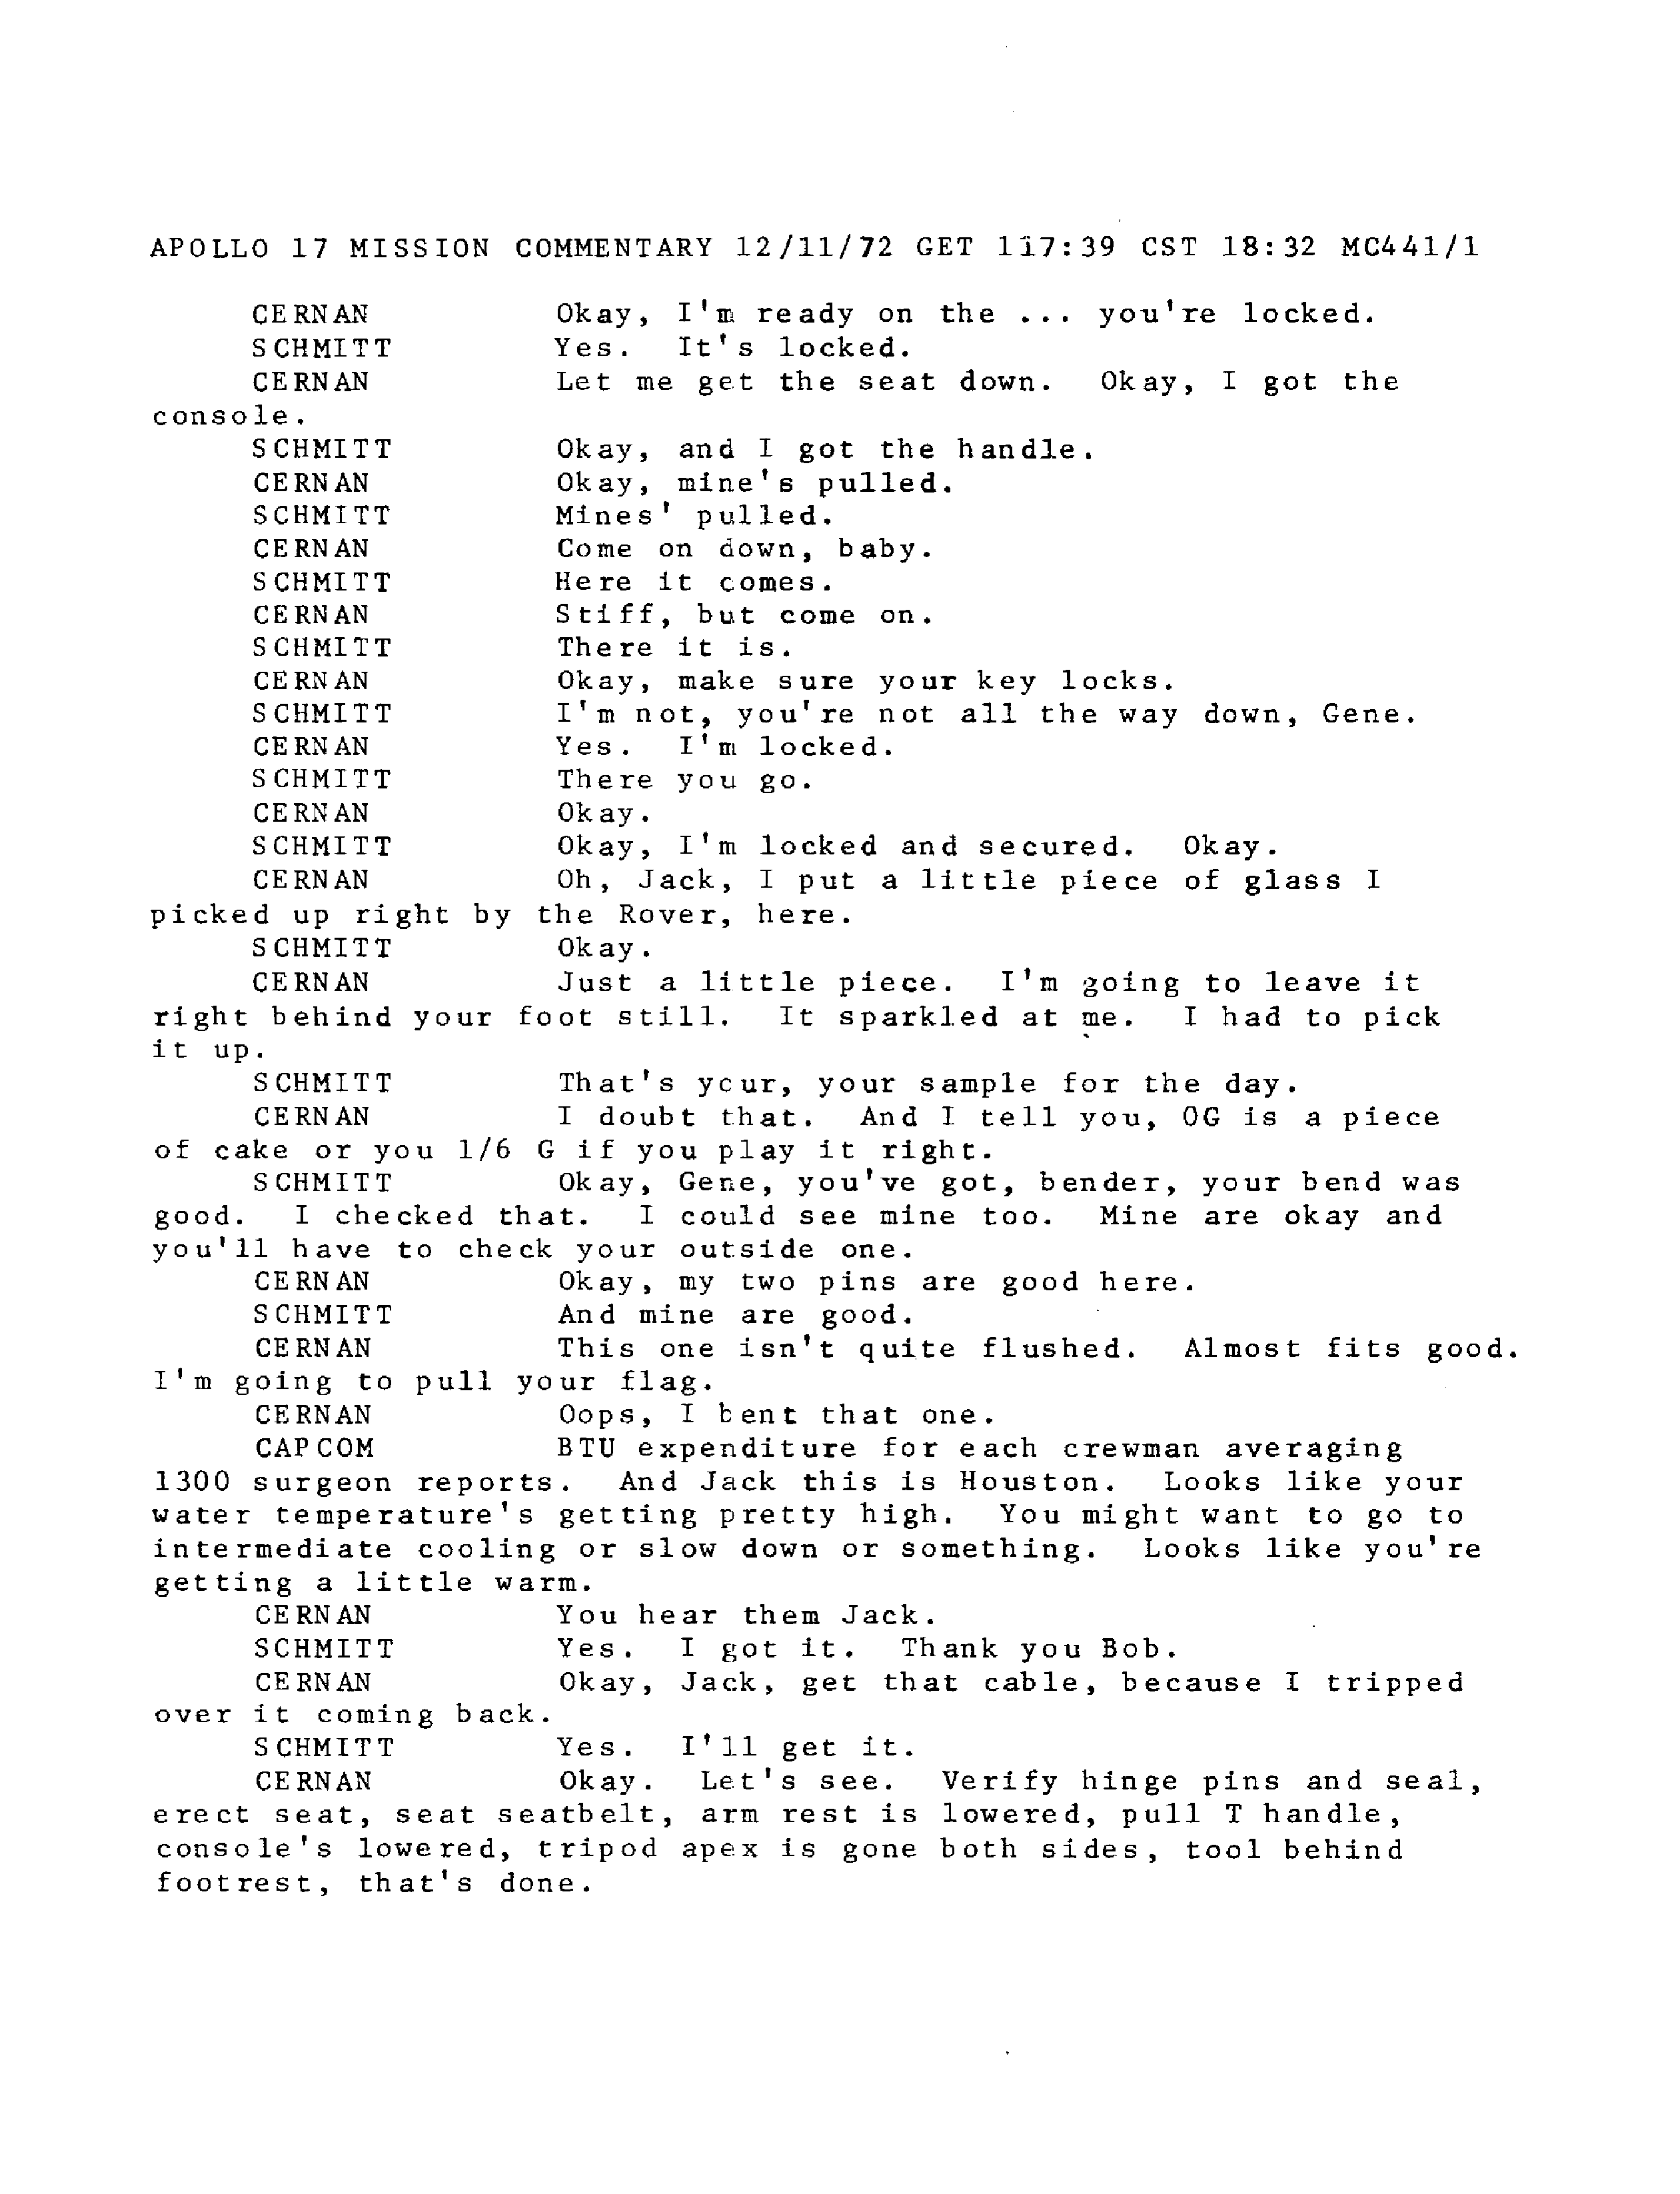 APOLLO 17 MISSION COMMENTARY 12/11/72 GET 117:39 CST 18:32 MC441/1
CERNAN Okay, I'm ready on the ... you're locked.
SCHMITT Yes. It's locked.
CERNAN Let me get the seat down. Okay, I got the
console.
SCHMITT Okay, and I got the handle.
CERNAN Okay, mine's pulled.
SCHMITT Mines' pulled.
CERNAN Come on down, baby.
SCHMITT Here it comes.
CERNAN Stiff, but come on.
SCHMITT There it is.
CERNAN Okay, make sure your key locks.
SCHMITT I'm not, you're not all the way down, Gene.
CERNAN Yes. I'm locked.
SCHMITT There you go.
CERNAN Okay.
SCHMITT Okay, I'm locked and secured. Okay.
CERNAN Oh, Jack, I put a little piece of glass I
picked up right by the Rover, here.
SCHMITT Okay.
CERNAN Just a little piece. I'm going to leave it
right behind your foot still. It sparkled at me. I had to pick
it up.
SCHMITT That's your, your sample for the day.
CERNAN I doubt that. And I tell you, OG is a piece
of cake or you 1/6 G if you play it right.
SCHMITT Okay, Gene, you've got, bender, your bend was
good. I checked that. I could see mine too. Mine are okay and
you'll have to check your outside one.
CERNAN Okay, my two pins are good here.
SCHMITT And mine are good.
CERNAN This one isn't quite flushed. Almost fits good.
I'm going to pull your flag.
CERNAN Oops, I bent that one.
CAPCOM BTU expenditure for each crewman averaging
1300 surgeon reports. And Jack this is Houston. Looks like your
water temperature's getting pretty high. You might want to go to
intermediate cooling or slow down or something. Looks like you're
getting a little warm.
CERNAN You hear them Jack.
SCHMITT Yes. I got it. Thank you Bob.
CERNAN Okay, Jack, get that cable, because I tripped
over it coming back.
SCHMITT Yes. I'll get it.
CERNAN Okay. Let's see. Verify hinge pins and seal,
erect seat, seat seatbelt, arm rest is lowered, pull T handle,
console's lowered, tripod apex is gone both sides, tool behind
footrest, that's done.